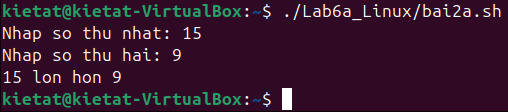 kietat@kietat-VirtualBox:~$ ./Lab6a_Linux/bai2a.sh
Nhap so thu nhat: 15
Nhap so thu hai: 9
15 lon hon 9
kietat@kietat-VirtualBox:~$